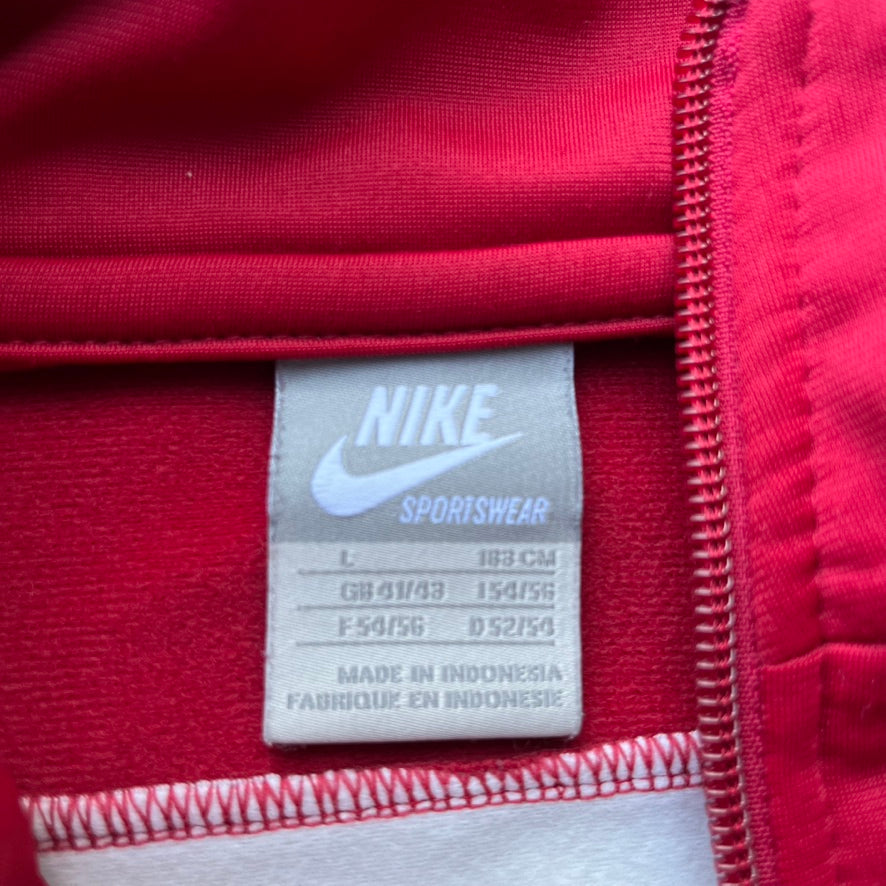 NIKE
SPORTSWEAR
L 183 CM
GB 41/43 I 54/56
F 54/56 D 52/54
MADE IN INDONESIA
FABRIQUE EN INDONESIE